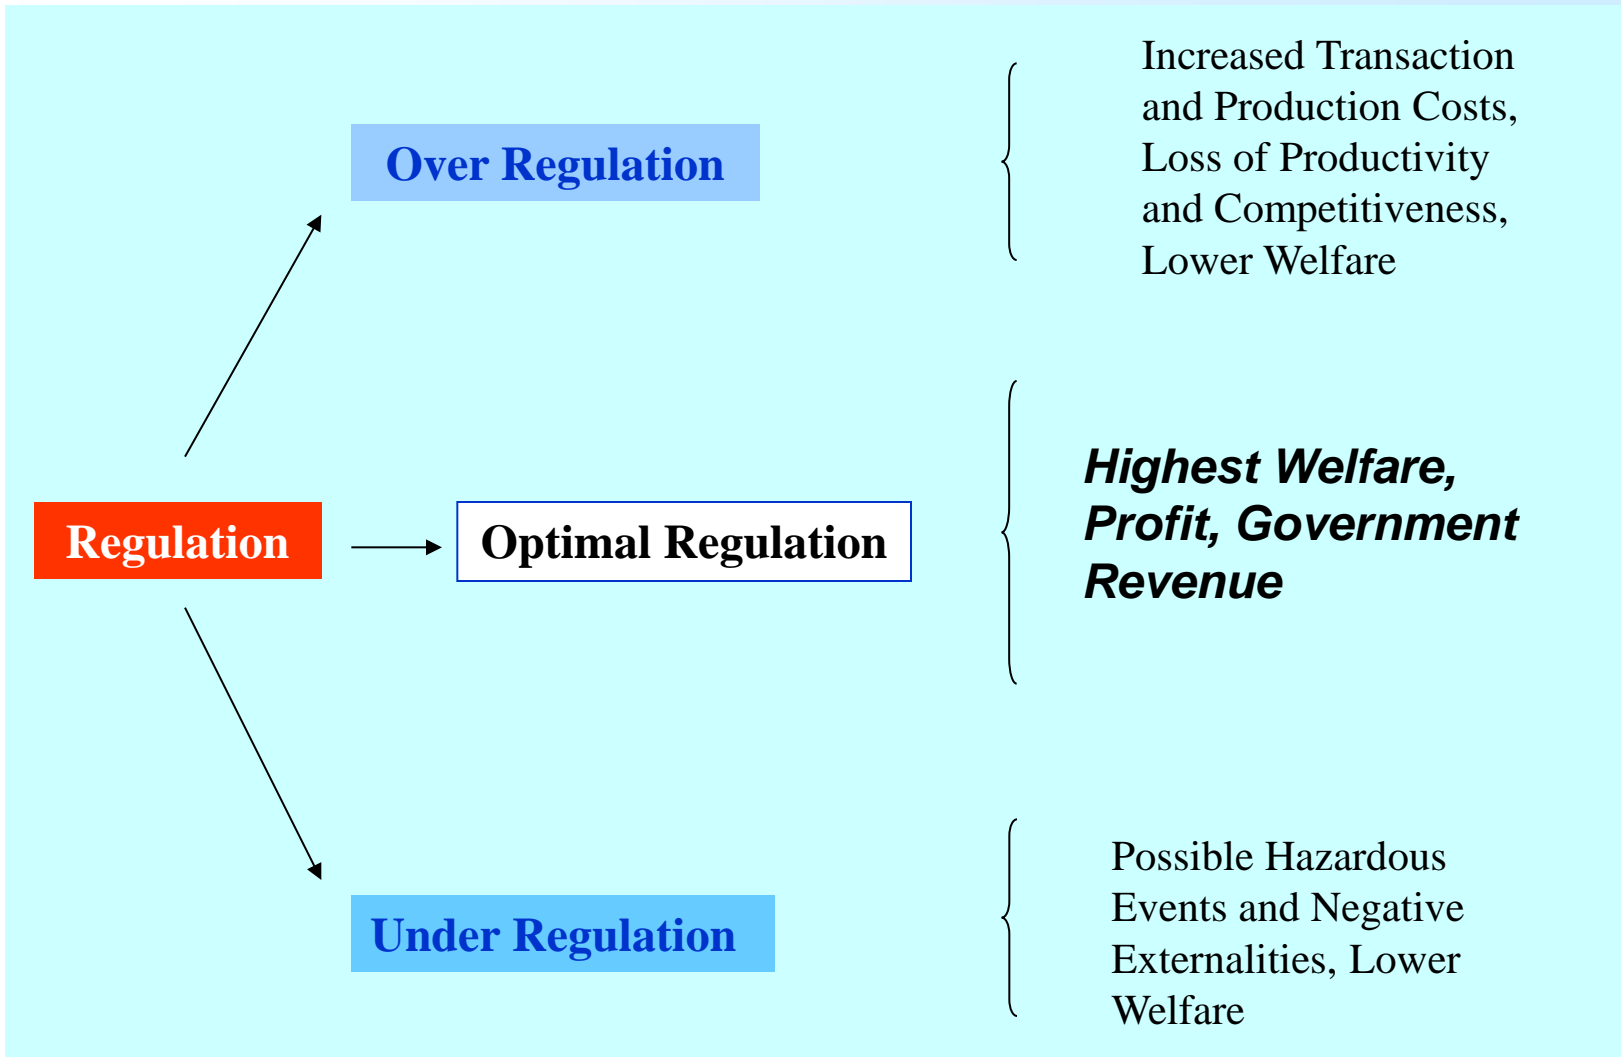 Increased Transaction
and Production Costs,
Loss of Productivity
and Competitiveness,
Lower Welfare
Over Regulation
Highest Welfare,
Profit, Government
Revenue
Regulation
Optimal Regulation
Possible Hazardous
Events and Negative
Externalities, Lower
Welfare
Under Regulation